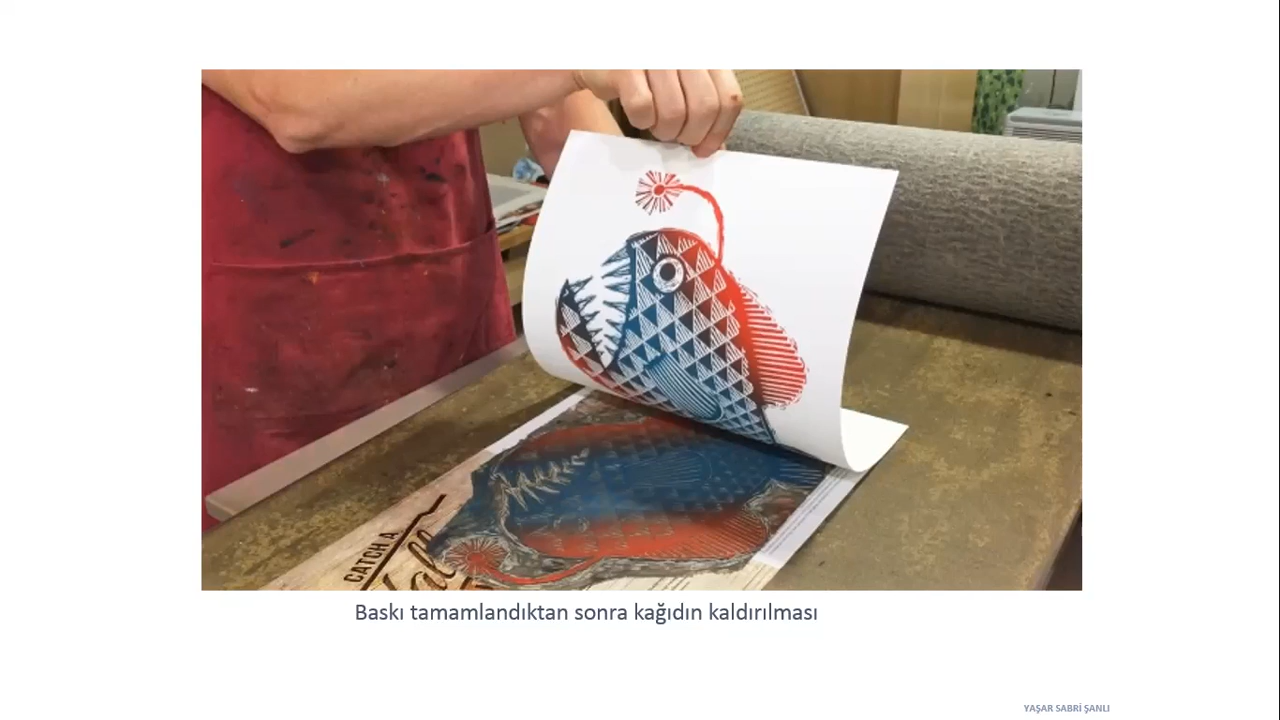 CATCH A
Baskı tamamlandıktan sonra kağıdın kaldırılması
YAŞAR SABRİ ŞANLI